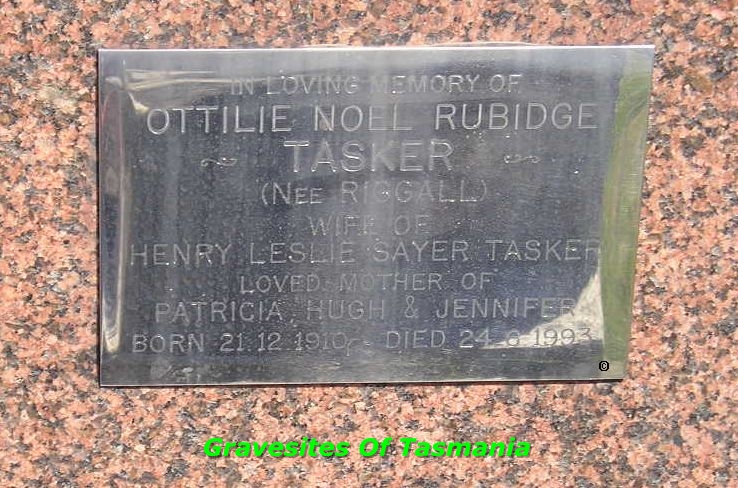 IN LOVING MEMORY OF
OTTILIE NOEL RUBIDGE
~ TASKER ~
(NEE RIGGALL)
WIFE OF
HENRY LESLIE SAYER TASKER
LOVED MOTHER OF
PATRICIA, HUGH & JENNIFER
BORN 21.12.1910 - DIED 24.6.1993
©
Gravesites Of Tasmania